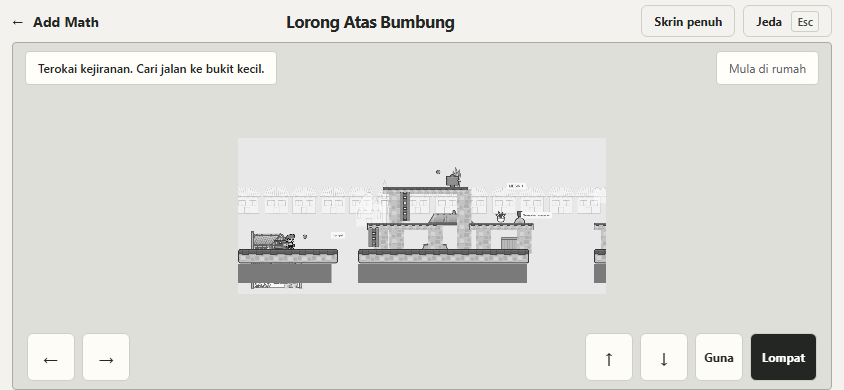 ← Add Math
Lorong Atas Bumbung
Skrin penuh
Jeda Esc
Terokai kejiranan. Cari jalan ke bukit kecil.
Mula di rumah
← → ↑ ↓ Guna Lompat